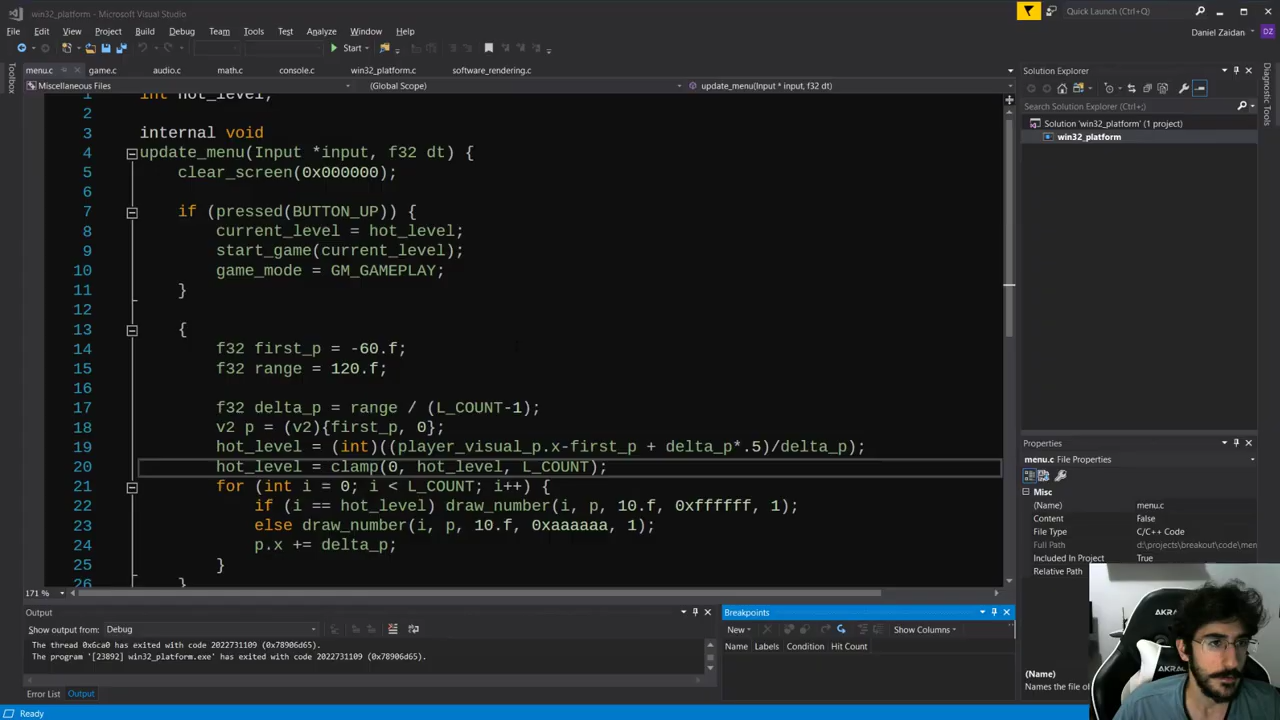 win32_platform - Microsoft Visual Studio
Quick Launch (Ctrl+Q)
File Edit View Project Build Debug Team Tools Test Analyze Window Help
Daniel Zaidan
DZ
Start
menu.c game.c audio.c math.c console.c win32_platform.c software_rendering.c
Miscellaneous Files (Global Scope) update_menu(Input * input, f32 dt)
1 int hot_level;
2
3 internal void
4 update_menu(Input *input, f32 dt) {
5 clear_screen(0x000000);
6
7 if (pressed(BUTTON_UP)) {
8 current_level = hot_level;
9 start_game(current_level);
10 game_mode = GM_GAMEPLAY;
11 }
12
13 {
14 f32 first_p = -60.f;
15 f32 range = 120.f;
16
17 f32 delta_p = range / (L_COUNT-1);
18 v2 p = (v2){first_p, 0};
19 hot_level = (int)((player_visual_p.x-first_p + delta_p*.5)/delta_p);
20 hot_level = clamp(0, hot_level, L_COUNT);
21 for (int i = 0; i < L_COUNT; i++) {
22 if (i == hot_level) draw_number(i, p, 10.f, 0xffffff, 1);
23 else draw_number(i, p, 10.f, 0xaaaaaa, 1);
24 p.x += delta_p;
25 }
26 }
171 %
Toolbox
Diagnostic Tools
Solution Explorer
Search Solution Explorer (Ctrl+;)
Solution 'win32_platform' (1 project)
win32_platform
Properties
menu.c File Properties
Misc
(Name) menu.c
Content False
File Type C/C++ Code
Full Path d:\projects\breakout\code\men
Included In Project True
Relative Path
(Name)
Names the file
Output
Show output from: Debug
The thread 0x6ca0 has exited with code 2022731109 (0x78906d65).
The program '[23892] win32_platform.exe' has exited with code 2022731109 (0x78906d65).
Error List Output
Breakpoints
New Show Columns
Name Labels Condition Hit Count
Ready
AKRA